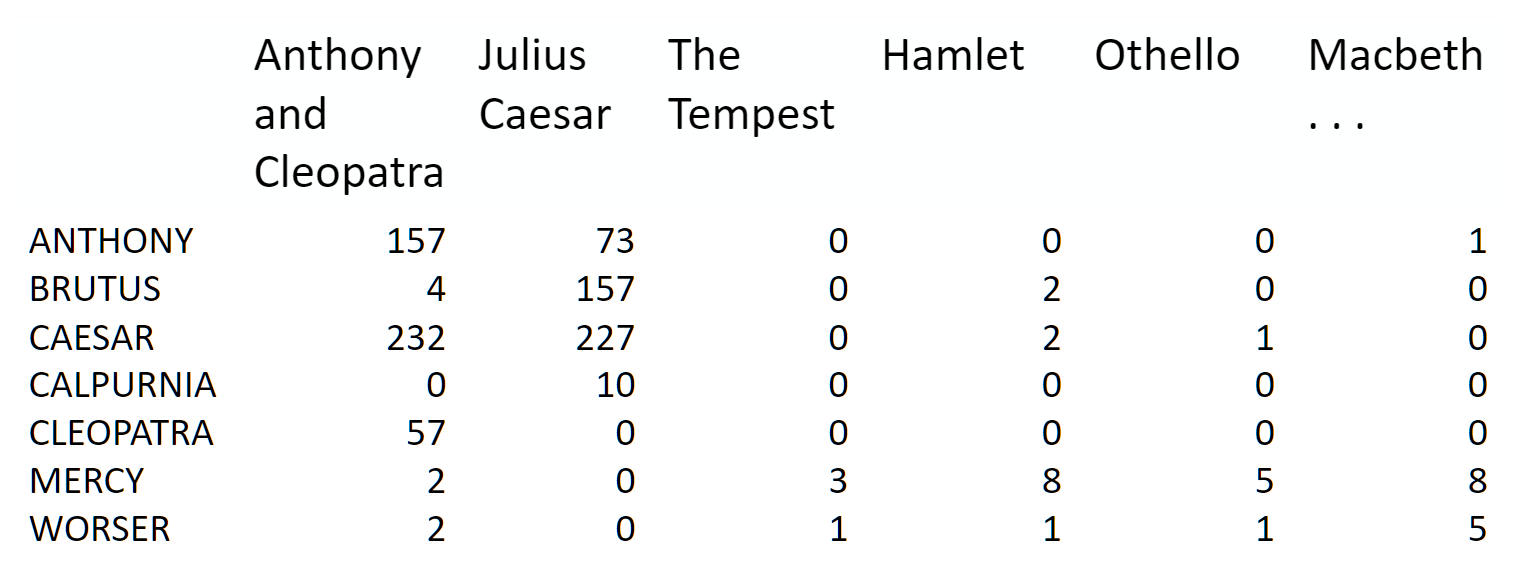 Anthony Julius The Hamlet Othello Macbeth
and Caesar Tempest . . .
Cleopatra
ANTHONY 157 73 0 0 0 1
BRUTUS 4 157 0 2 0 0
CAESAR 232 227 0 2 1 0
CALPURNIA 0 10 0 0 0 0
CLEOPATRA 57 0 0 0 0 0
MERCY 2 0 3 8 5 8
WORSER 2 0 1 1 1 5